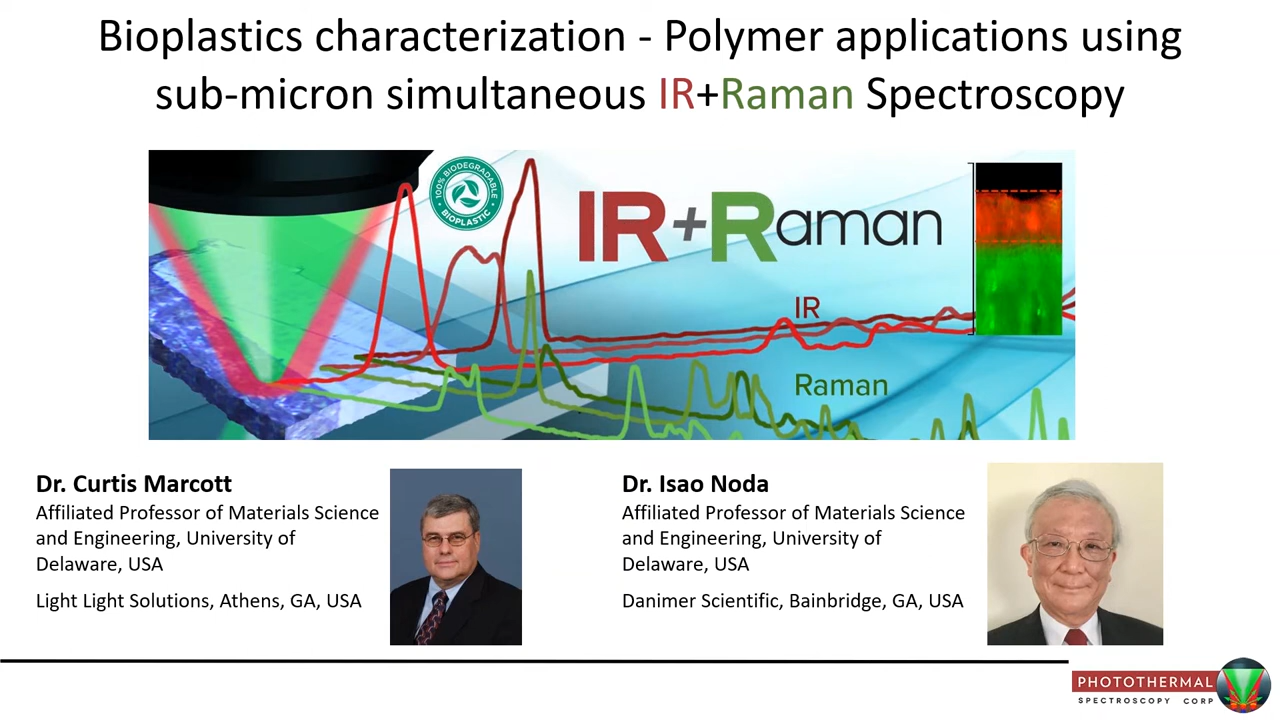 Bioplastics characterization - Polymer applications using
sub-micron simultaneous IR+Raman Spectroscopy
100% BIODEGRADABLE
BIOPLASTIC
IR+Raman
IR
Raman
Dr. Curtis Marcott
Affiliated Professor of Materials Science
and Engineering, University of
Delaware, USA
Light Light Solutions, Athens, GA, USA
Dr. Isao Noda
Affiliated Professor of Materials Science
and Engineering, University of
Delaware, USA
Danimer Scientific, Bainbridge, GA, USA
PHOTOTHERMAL
SPECTROSCOPY CORP